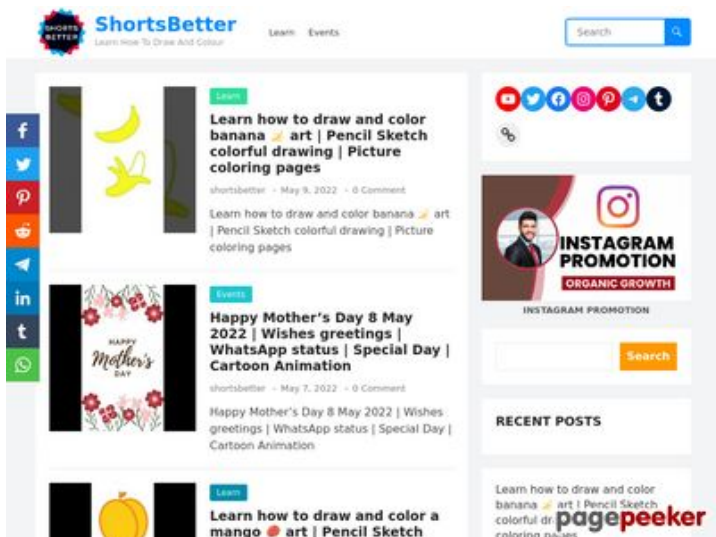 SHORTS
BETTER
ShortsBetter
Learn How To Draw And Colour
Learn Events
Search
Learn
Learn how to draw and color
banana 🍌 art | Pencil Sketch
colorful drawing | Picture
coloring pages
shortsbetter - May 9, 2022 - 0 Comment
Learn how to draw and color banana 🍌 art
| Pencil Sketch colorful drawing | Picture
coloring pages
HAPPY
Mother's
DAY
Events
Happy Mother's Day 8 May
2022 | Wishes greetings |
WhatsApp status | Special Day |
Cartoon Animation
shortsbetter - May 7, 2022 - 0 Comment
Happy Mother's Day 8 May 2022 | Wishes
greetings | WhatsApp status | Special Day |
Cartoon Animation
Learn
Learn how to draw and color a
mango 🥭 art | Pencil Sketch
INSTAGRAM
PROMOTION
ORGANIC GROWTH
INSTAGRAM PROMOTION
Search
RECENT POSTS
Learn how to draw and color
banana 🍌 art | Pencil Sketch
colorful
coloring pages
pagepeeker